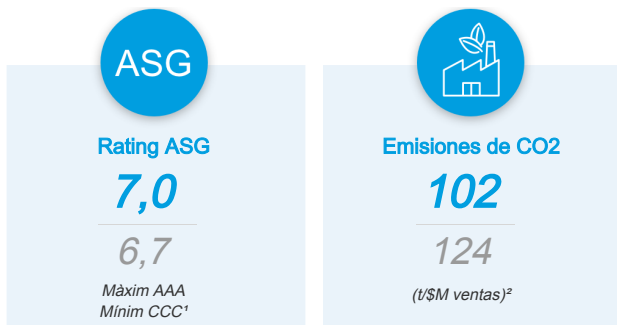 ASG
Rating ASG
7,0
6,7
Màxim AAA
Mínim CCC¹
Emisiones de CO2
102
124
(t/$M ventas)²